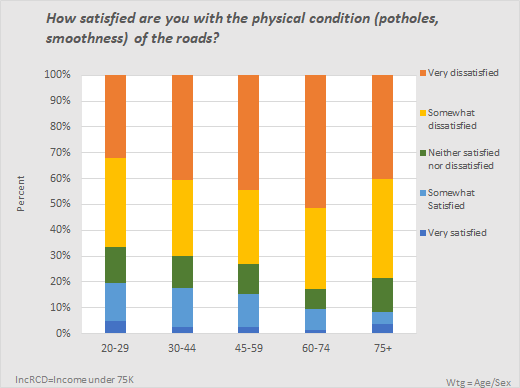 How satisfied are you with the physical condition (potholes,
smoothness) of the roads?
100%
90%
80%
70%
60%
50%
40%
30%
20%
10%
0%
Percent
20-29
30-44
45-59
60-74
75+
Very dissatisfied
Somewhat
dissatisfied
Neither satisfied
nor dissatisfied
Somewhat
Satisfied
Very satisfied
IncRCD=Income under 75K
Wtg = Age/Sex